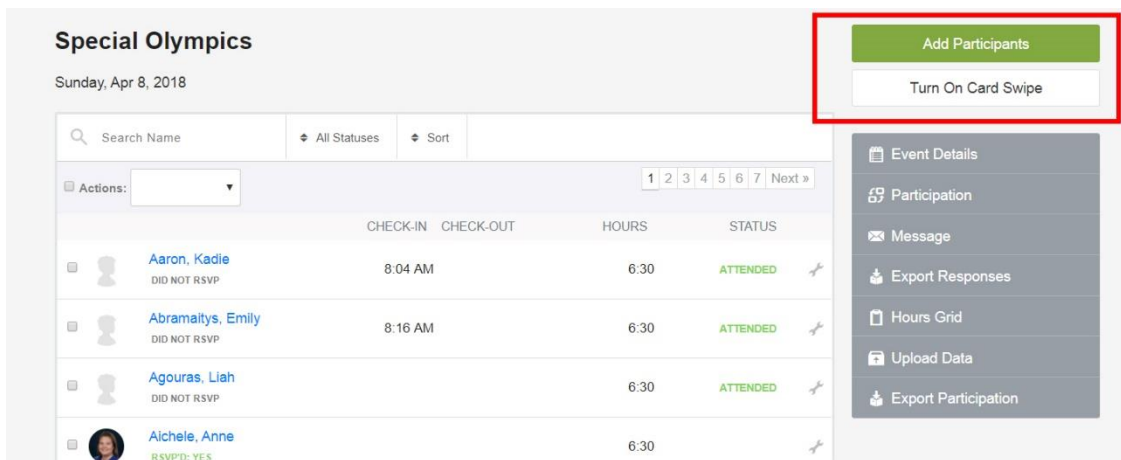 Special Olympics
Sunday, Apr 8, 2018
Add Participants
Turn On Card Swipe
Search Name All Statuses Sort
Actions: 1 2 3 4 5 6 7 Next »
CHECK-IN CHECK-OUT HOURS STATUS
Aaron, Kadie 8:04 AM 6:30 ATTENDED
DID NOT RSVP
Abramaitys, Emily 8:16 AM 6:30 ATTENDED
DID NOT RSVP
Agouras, Liah 6:30 ATTENDED
DID NOT RSVP
Aichele, Anne 6:30
RSVP'D: YES
Event Details
Participation
Message
Export Responses
Hours Grid
Upload Data
Export Participation